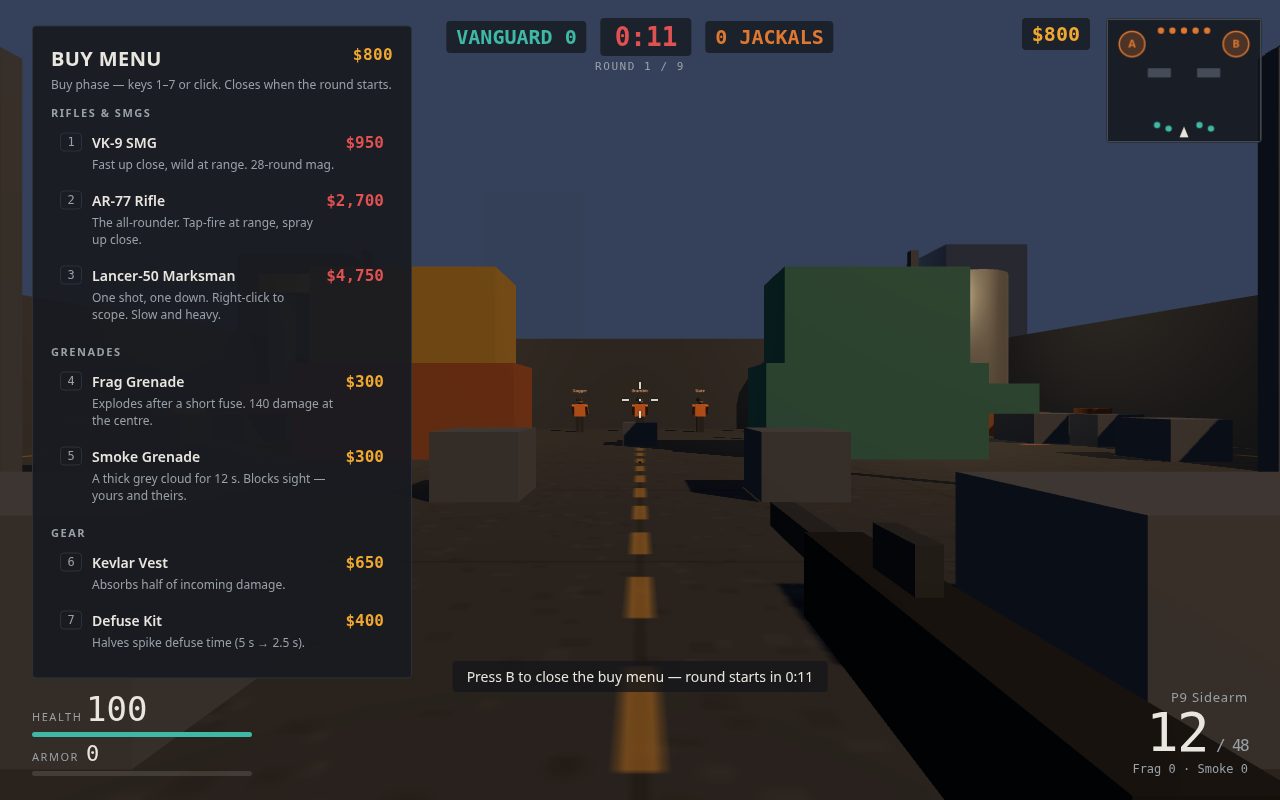 BUY MENU
$800
Buy phase — keys 1–7 or click. Closes when the round starts.
RIFLES & SMGS
1 VK-9 SMG $950
Fast up close, wild at range. 28-round mag.
2 AR-77 Rifle $2,700
The all-rounder. Tap-fire at range, spray
up close.
3 Lancer-50 Marksman $4,750
One shot, one down. Right-click to
scope. Slow and heavy.
GRENADES
4 Frag Grenade $300
Explodes after a short fuse. 140 damage at
the centre.
5 Smoke Grenade $300
A thick grey cloud for 12 s. Blocks sight —
yours and theirs.
GEAR
6 Kevlar Vest $650
Absorbs half of incoming damage.
7 Defuse Kit $400
Halves spike defuse time (5 s → 2.5 s).
VANGUARD 0
0:11
0 JACKALS
ROUND 1 / 9
$800
A
B
Press B to close the buy menu — round starts in 0:11
HEALTH 100
ARMOR 0
P9 Sidearm
12 / 48
Frag 0 · Smoke 0